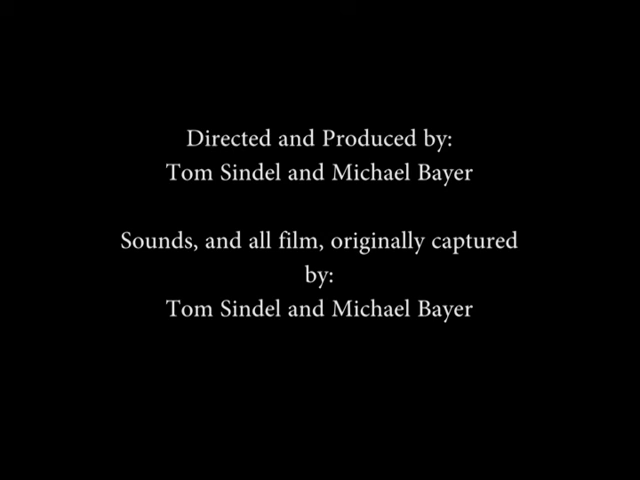 Directed and Produced by:
Tom Sindel and Michael Bayer
Sounds, and all film, originally captured
by:
Tom Sindel and Michael Bayer